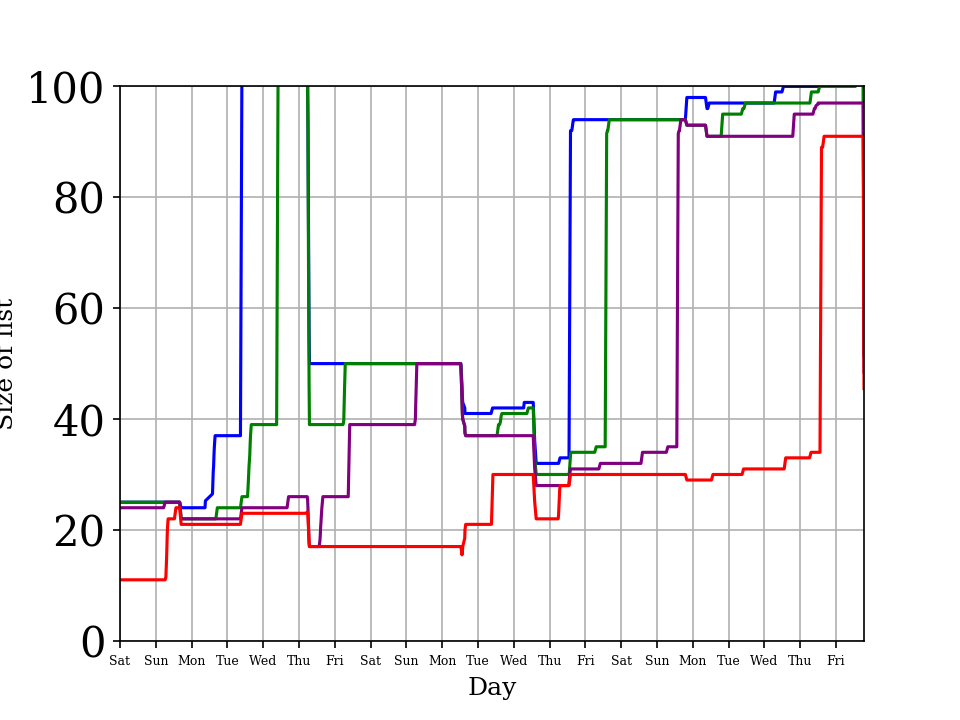 100
80
60
40
20
0
Size of list
Sat Sun Mon Tue Wed Thu Fri Sat Sun Mon Tue Wed Thu Fri Sat Sun Mon Tue Wed Thu Fri
Day